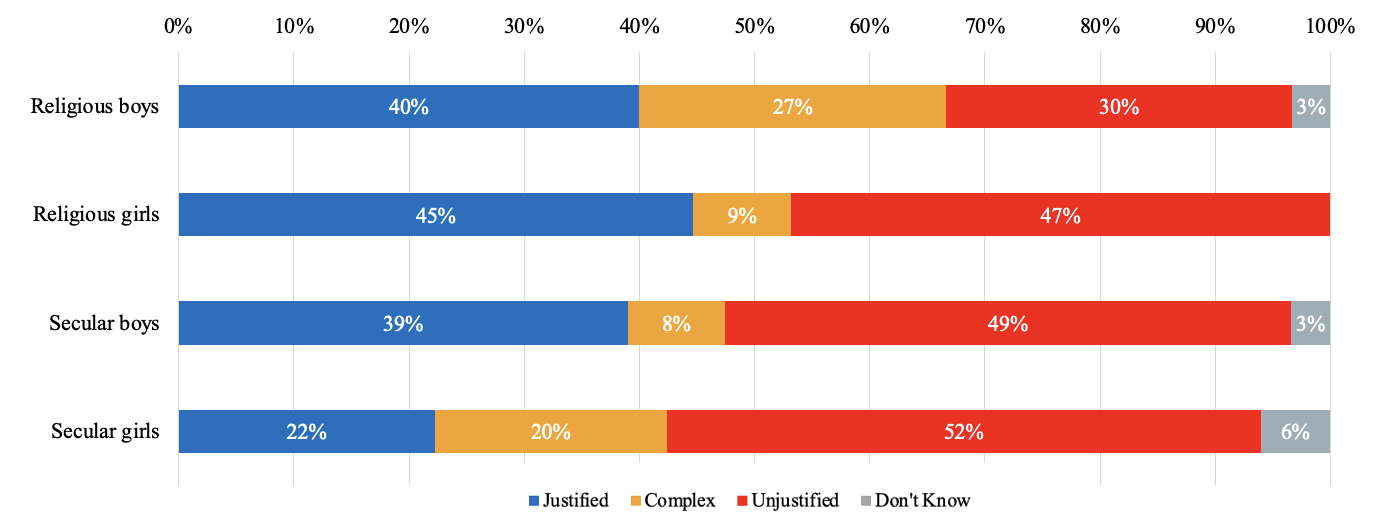 0% 10% 20% 30% 40% 50% 60% 70% 80% 90% 100%
Religious boys 40% 27% 30% 3%
Religious girls 45% 9% 47%
Secular boys 39% 8% 49% 3%
Secular girls 22% 20% 52% 6%
Justified Complex Unjustified Don't Know